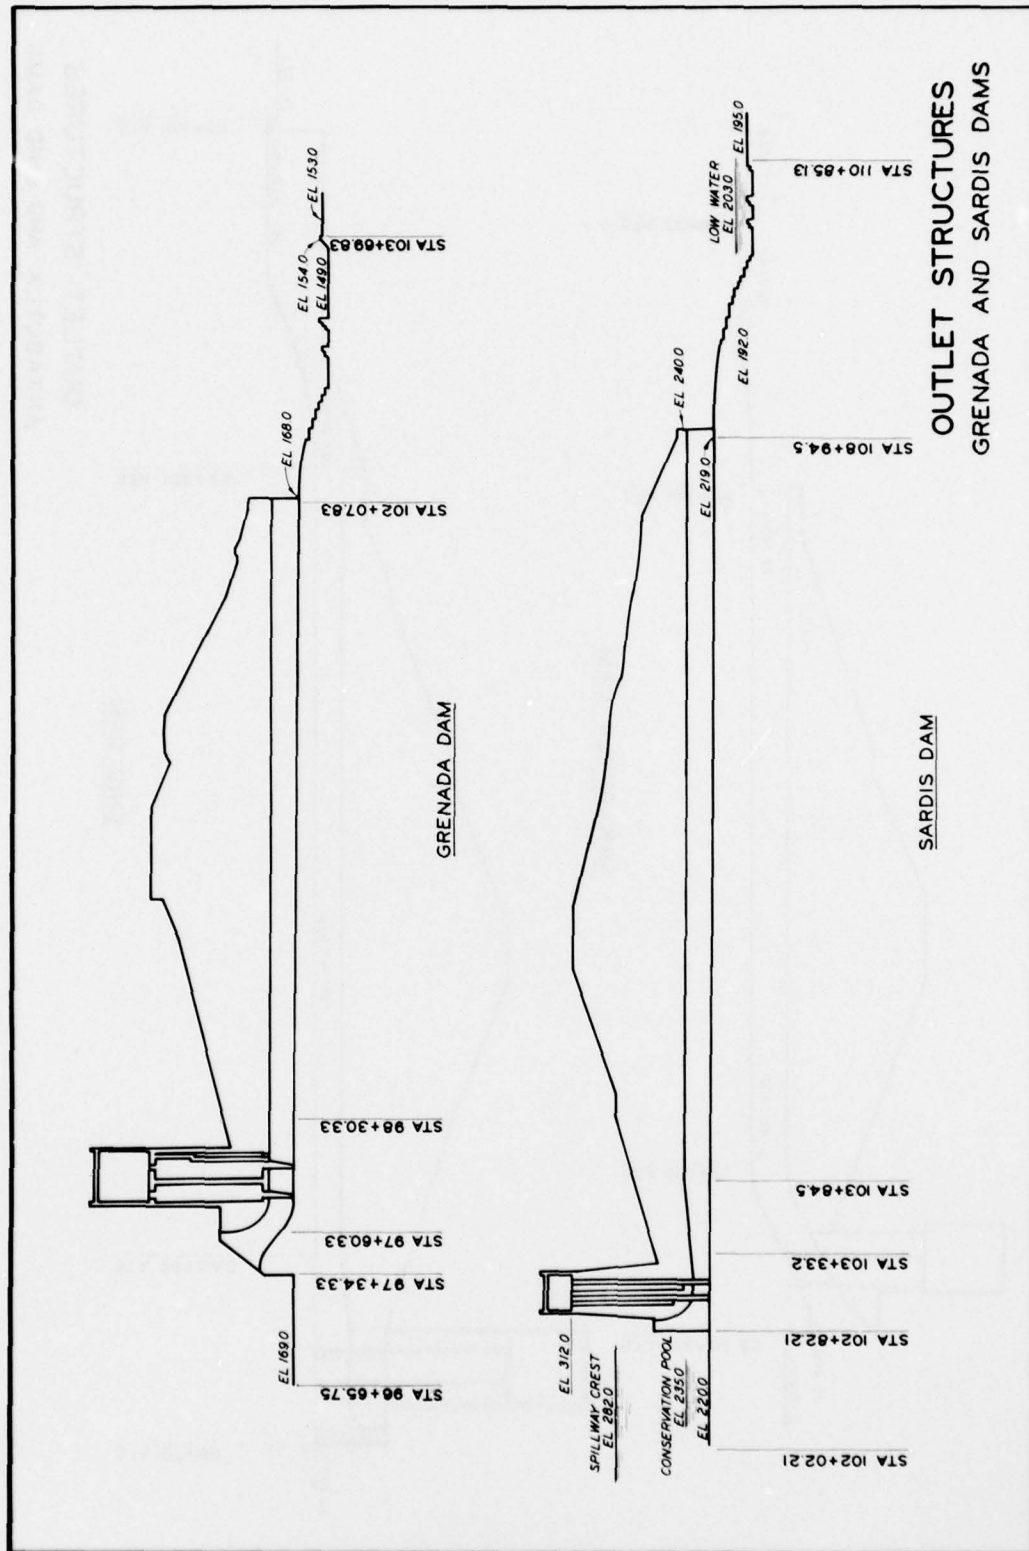 EL 169.0
STA 96+65.75
STA 97+34.33
STA 97+60.33
STA 98+30.33
EL 168.0
STA 102+07.83
EL 154.0
EL 149.0
EL 153.0
STA 103+69.83
GRENADA DAM
EL 312.0
SPILLWAY CREST
EL 282.0
CONSERVATION POOL
EL 235.0
EL 220.0
STA 102+02.21
STA 102+82.21
STA 103+33.2
STA 103+84.5
EL 240.0
EL 219.0
STA 108+94.5
EL 192.0
LOW WATER
EL 203.0
EL 195.0
STA 110+85.13
SARDIS DAM
OUTLET STRUCTURES
GRENADA AND SARDIS DAMS